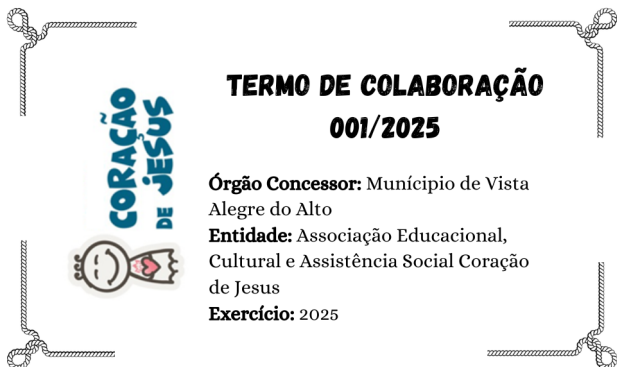 CORAÇÃO
DE JESUS
TERMO DE COLABORAÇÃO
001/2025
Órgão Concessor: Munícipio de Vista
Alegre do Alto
Entidade: Associação Educacional,
Cultural e Assistência Social Coração
de Jesus
Exercício: 2025